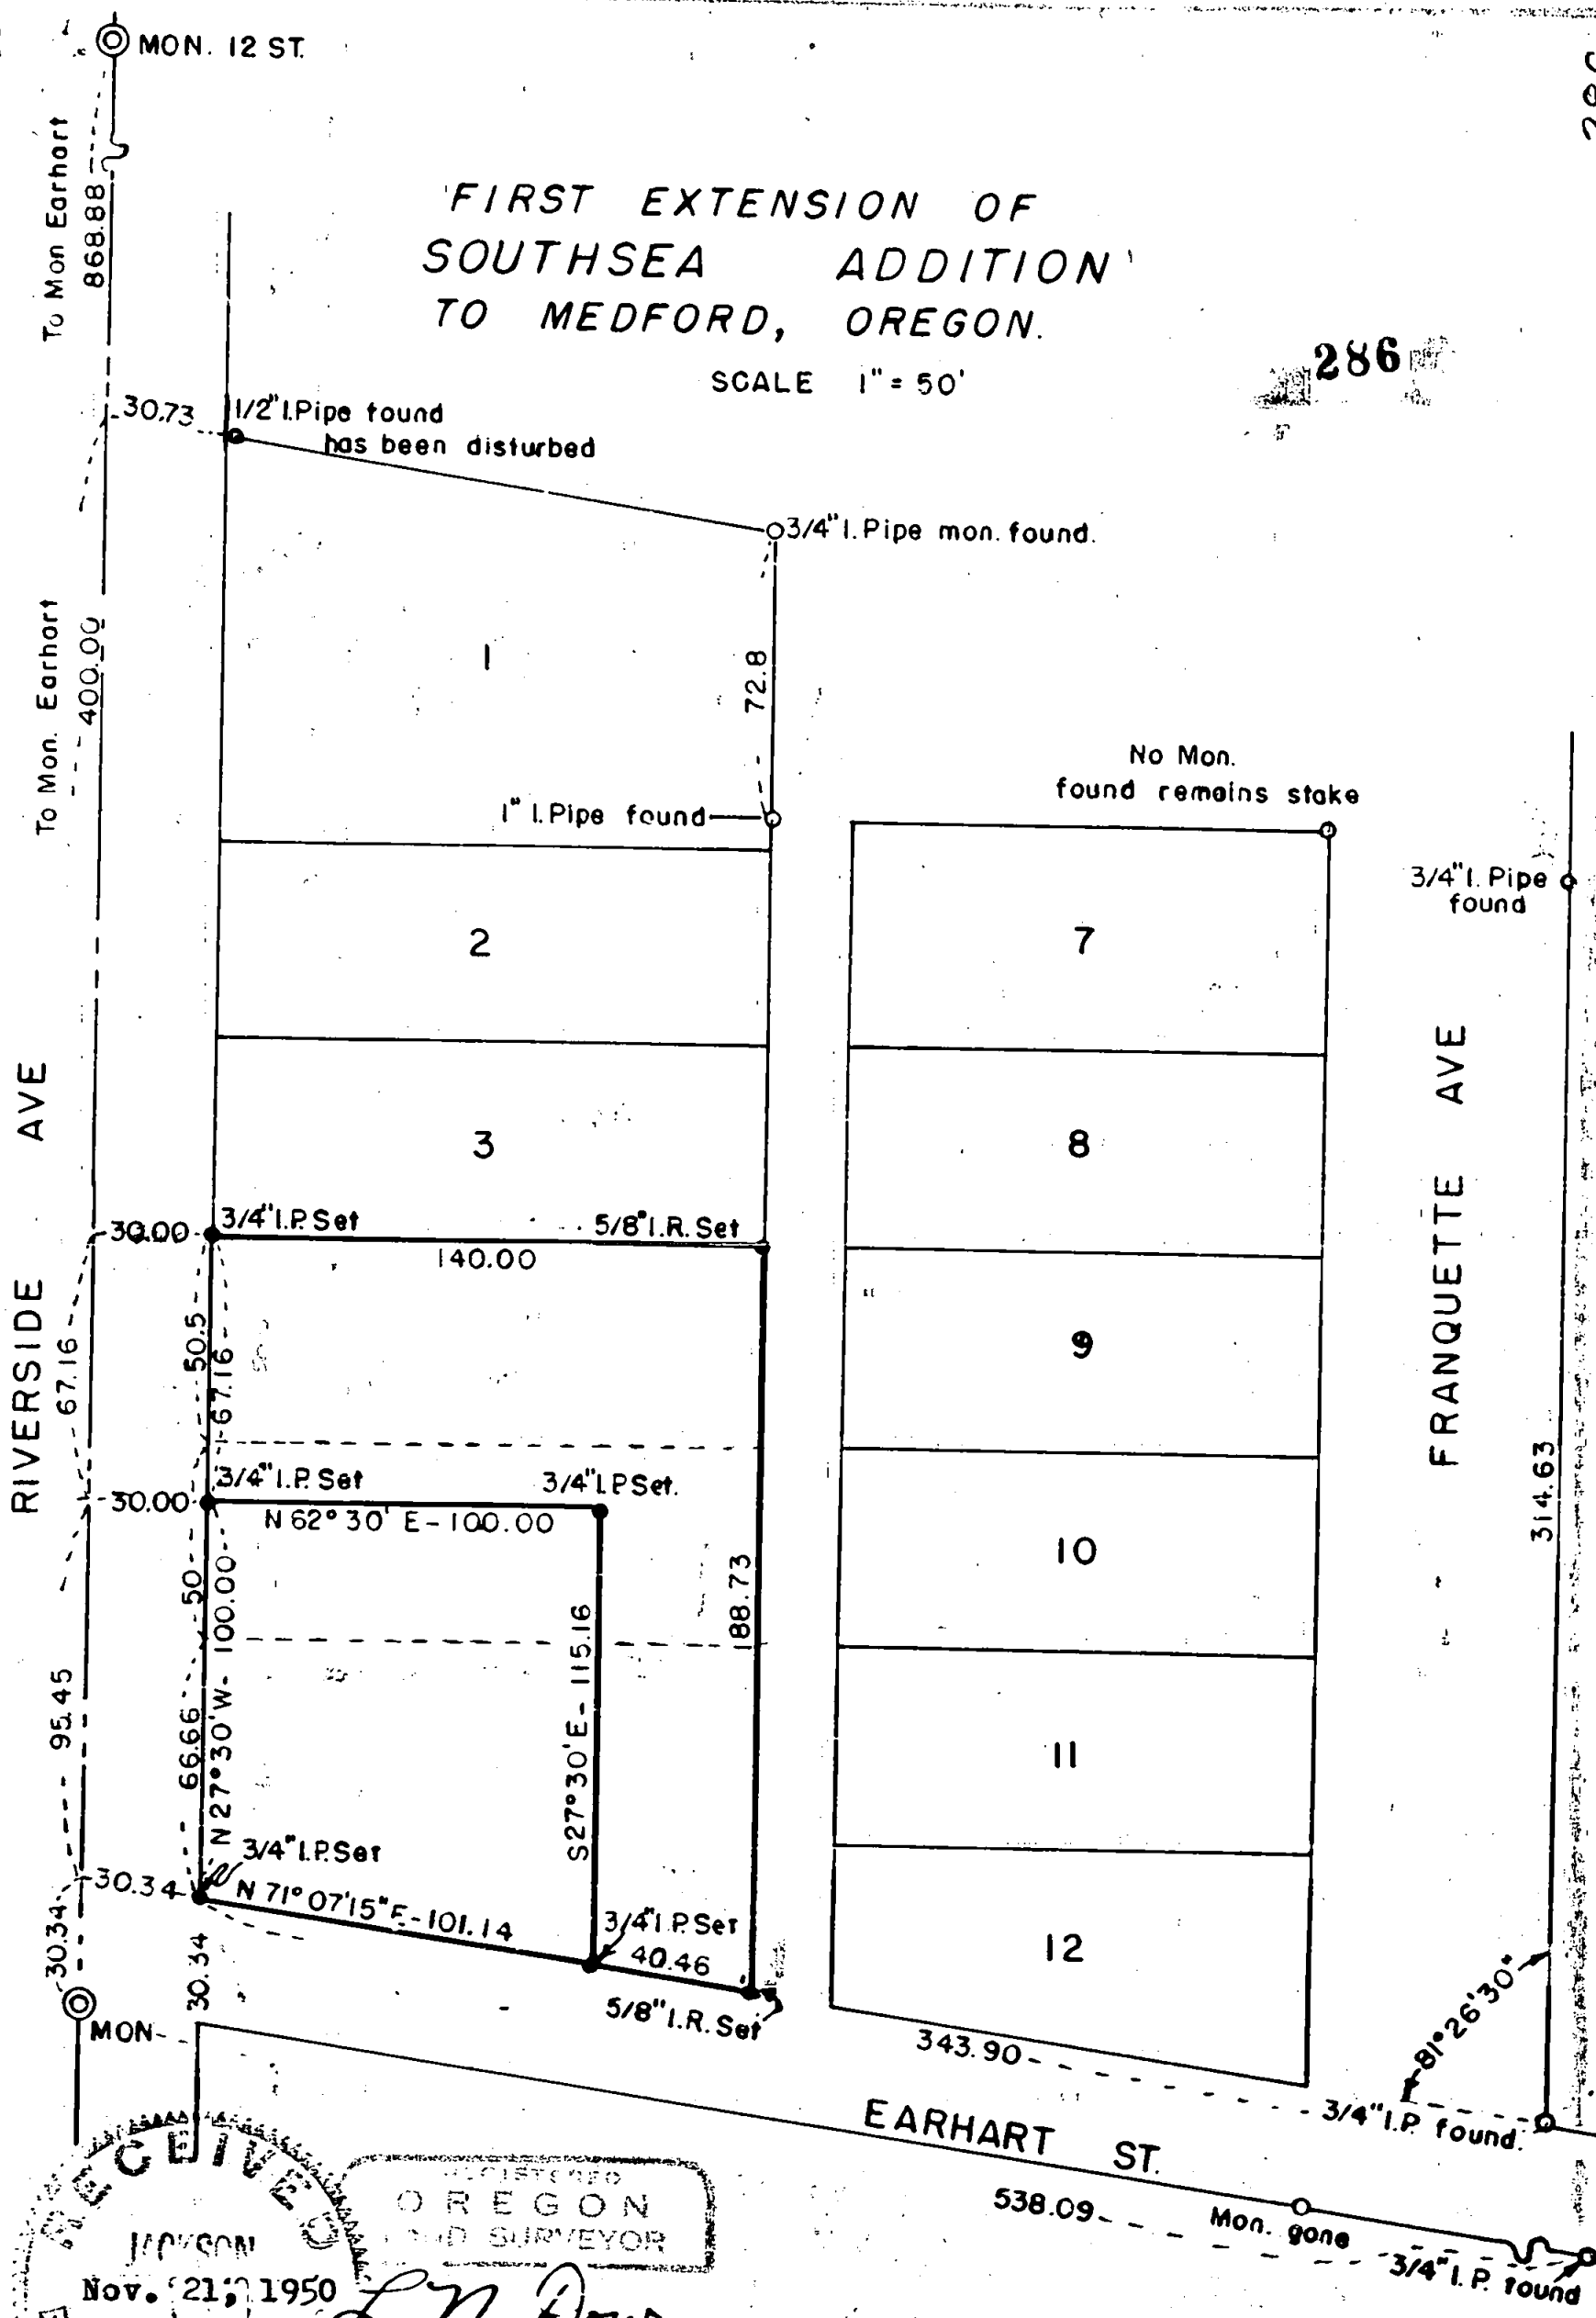 MON. 12 ST.
To Mon Earhart
868.88
'FIRST EXTENSION OF
SOUTHSEA ADDITION'
TO MEDFORD, OREGON.
SCALE 1" = 50'
286
30.73
1/2" I. Pipe found
has been disturbed
3/4" I. Pipe mon. found.
To Mon. Earhart
400.00
1
72.8
1" I. Pipe found
No Mon.
found remains stake
3/4" I. Pipe
found
2
7
3
8
RIVERSIDE AVE
FRANQUETTE AVE
30.00
3/4" I.P. Set
5/8" I.R. Set
140.00
67.16
50.5
67.16
9
314.63
30.00
3/4" I.P. Set
3/4" I.P. Set.
N 62° 30' E - 100.00
10
50
66.66
N 27° 30' W - 100.00
S 27° 30' E - 115.16
188.73
95.45
11
3/4" I.P. Set
30.34
N 71° 07' 15" E - 101.14
3/4" I.P. Set
40.46
12
30.34
30.34
5/8" I.R. Set
MON
343.90
81° 26' 30"
3/4" I.P. found.
EARHART ST.
538.09
Mon. gone
3/4" I.P. found
RECEIVED
JACKSON
Nov. 21, 1950
REGISTERED
OREGON
LAND SURVEYOR